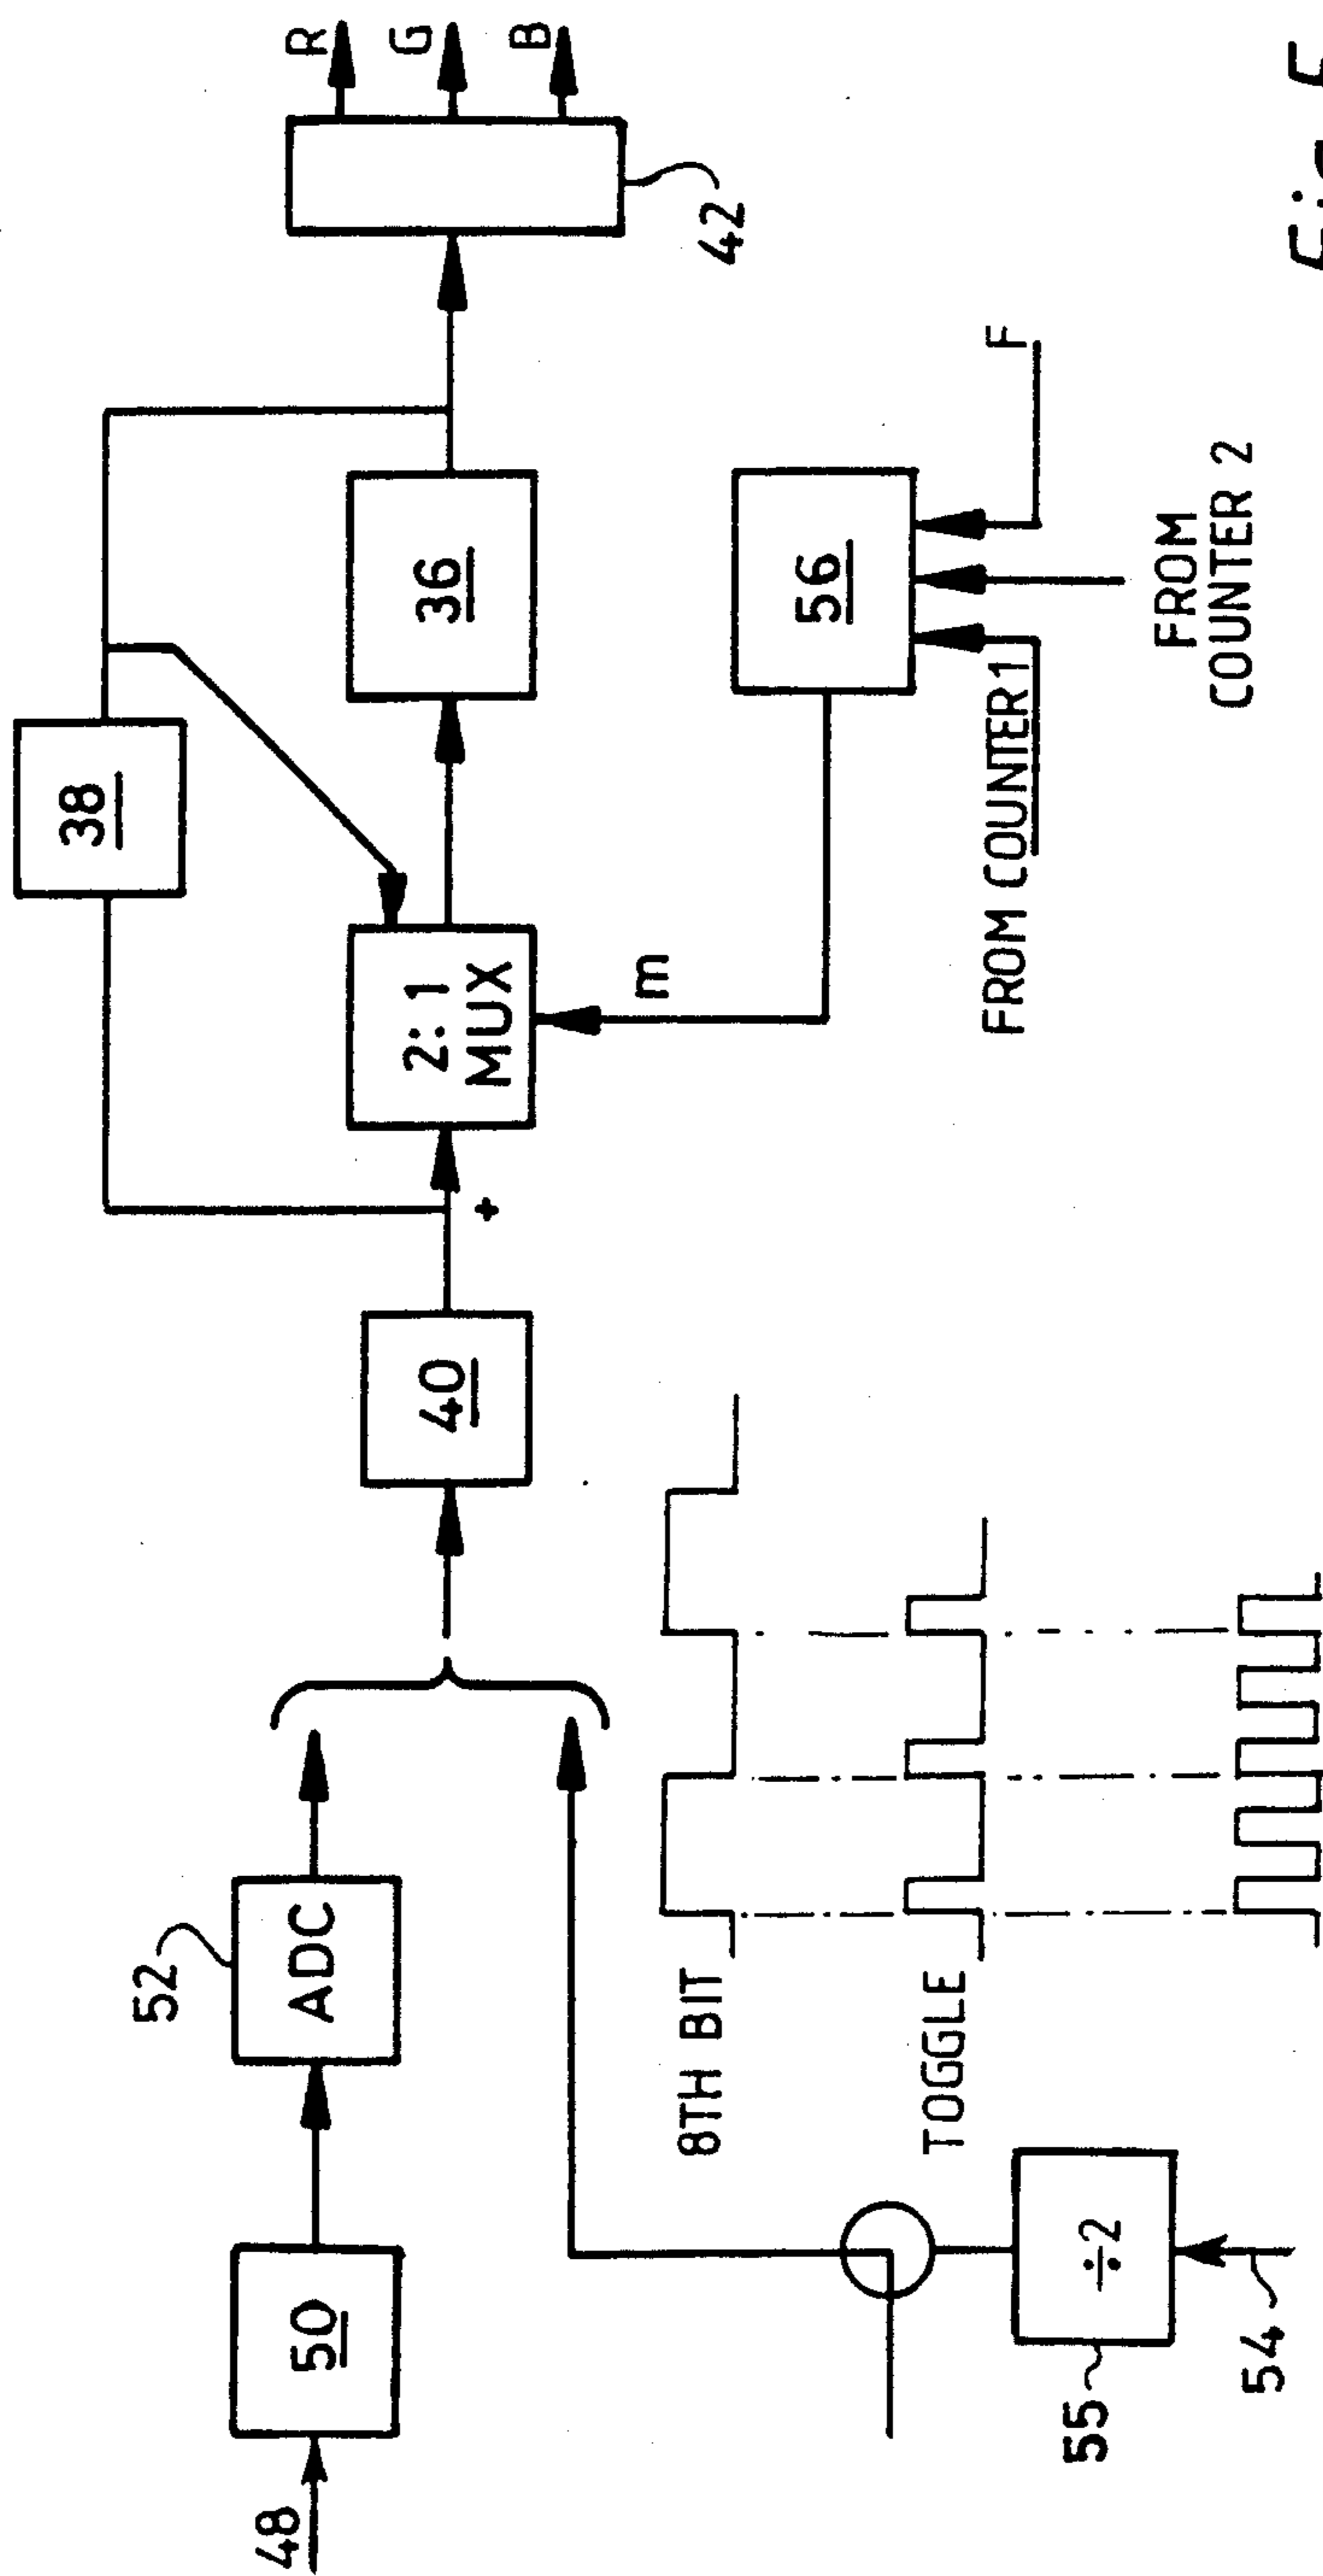 48
50
52
ADC
40
+
2:1
MUX
38
36
42
R
G
B
m
56
F
FROM COUNTER 1
FROM
COUNTER 2
8TH BIT
TOGGLE
÷2
55
54